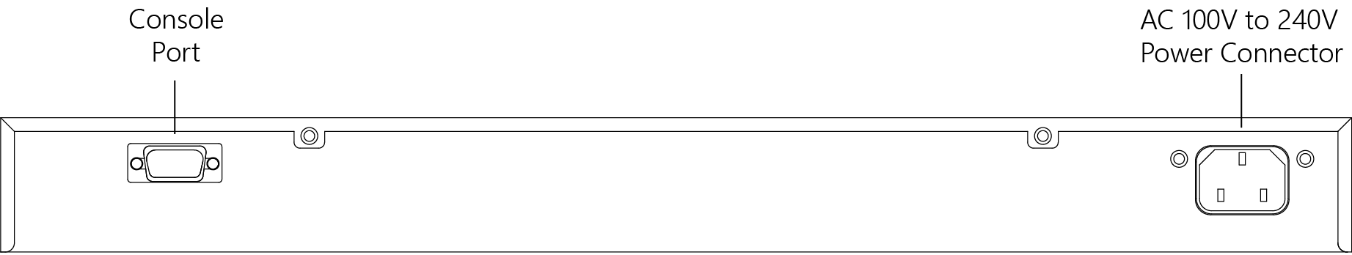 Console
Port
AC 100V to 240V
Power Connector